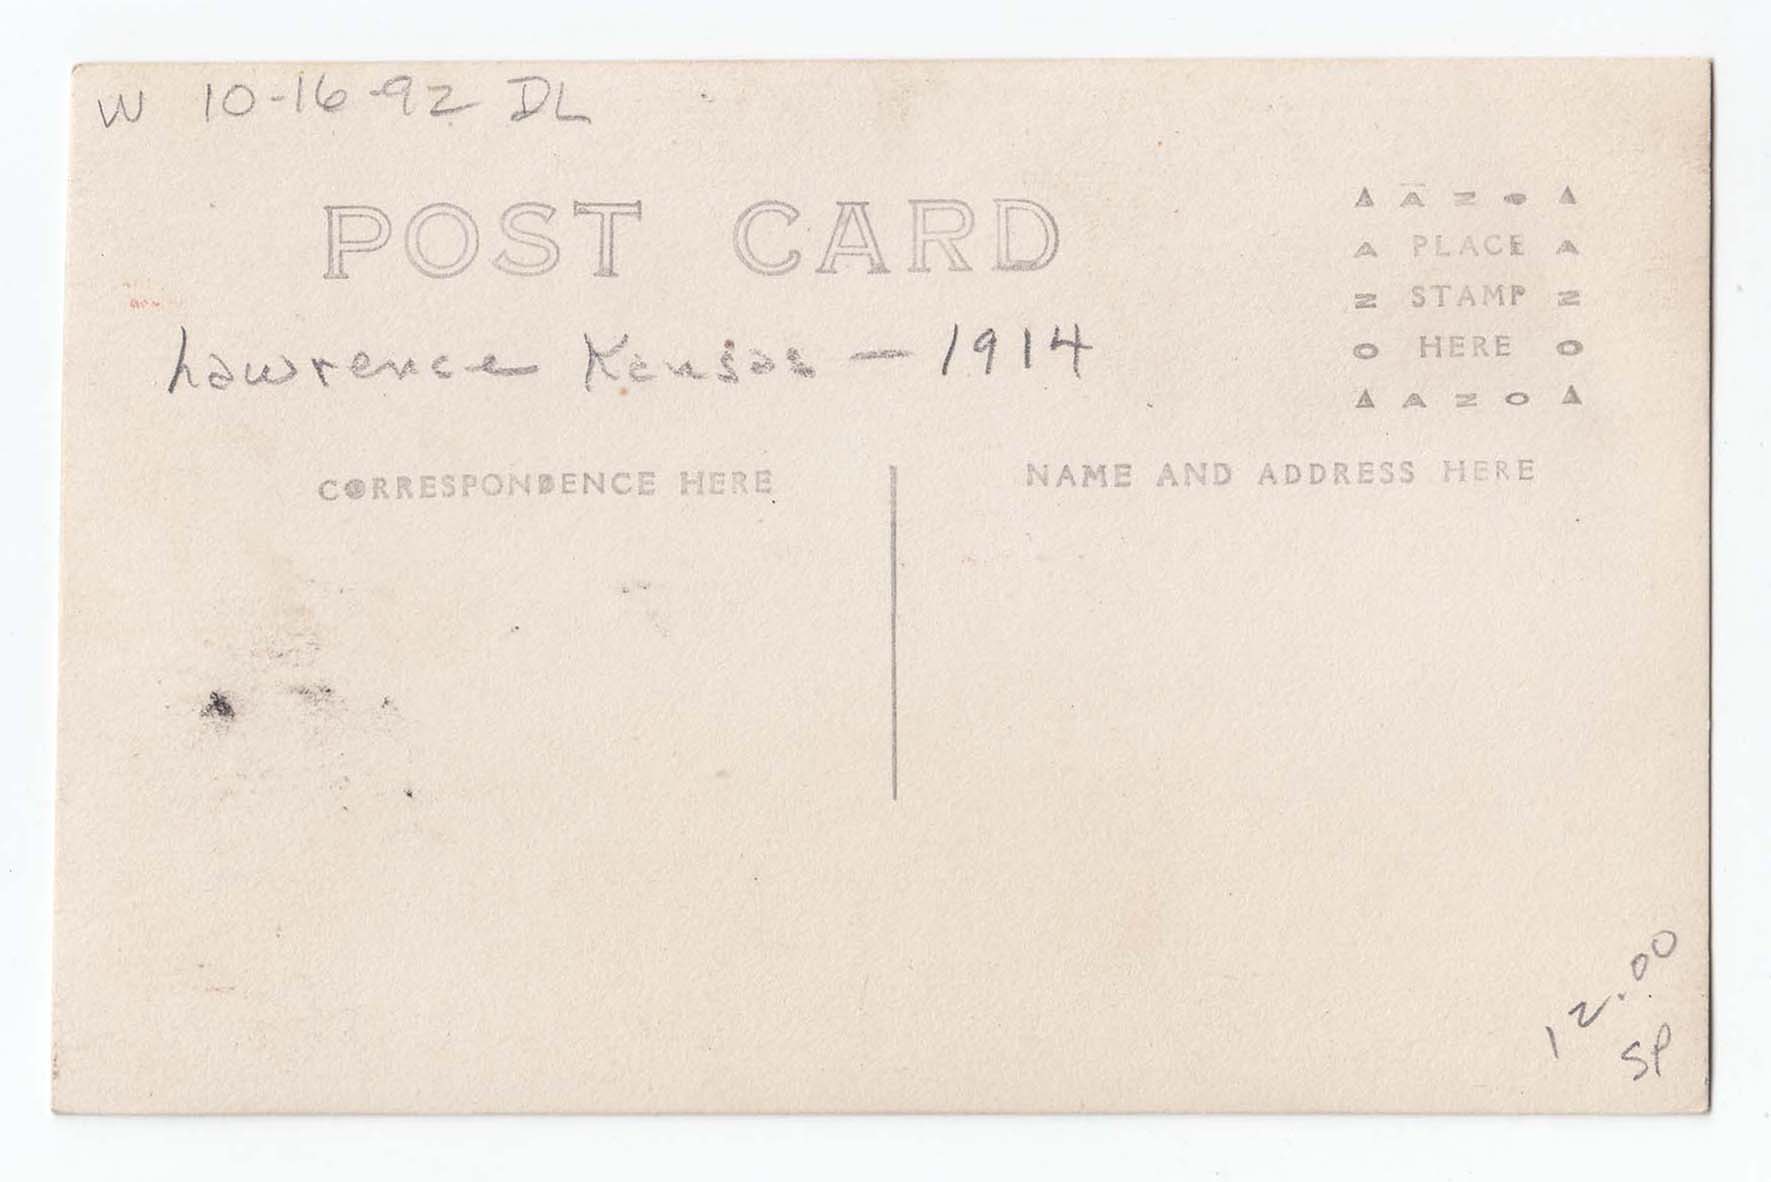 W 10-16-92 DL
POST CARD
Lawrence Kansas — 1914
▲ A Z O ▲
A PLACE A
N STAMP N
O HERE O
▲ A Z O ▲
CORRESPONDENCE HERE
NAME AND ADDRESS HERE
12.00
SP